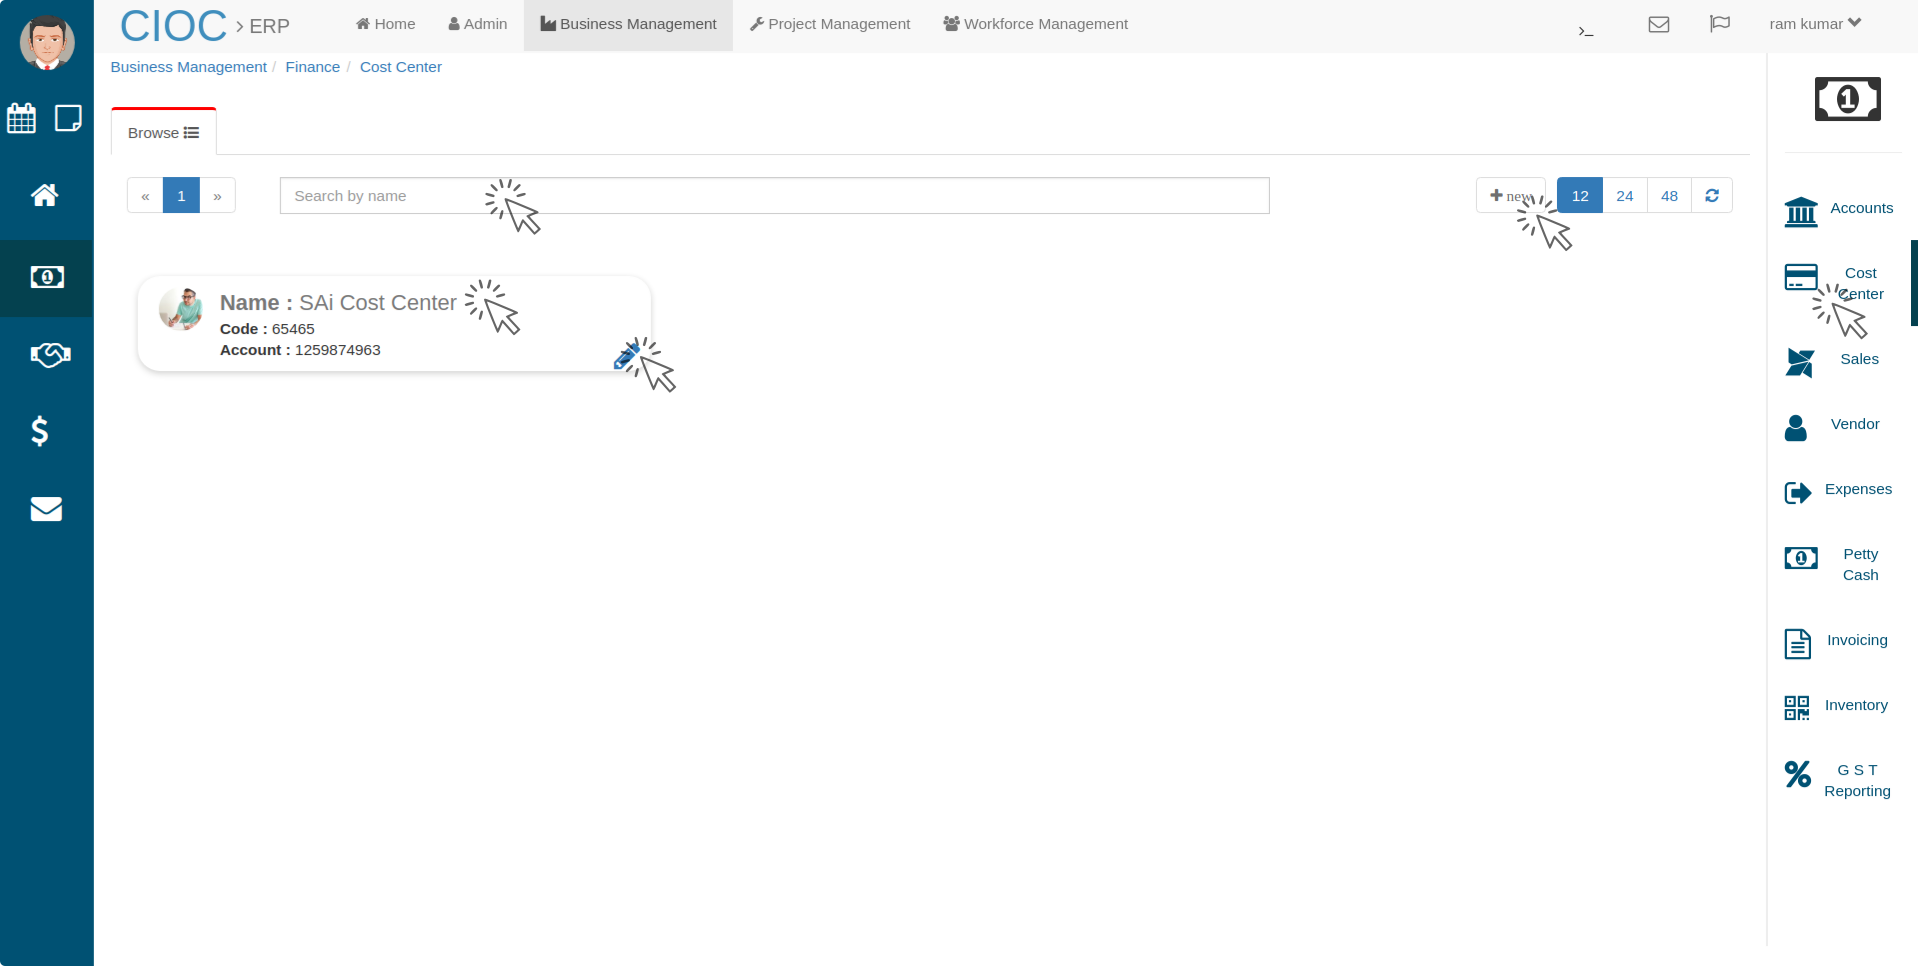 CIOC > ERP
Home
Admin
Business Management
Project Management
Workforce Management
>_
ram kumar
Business Management / Finance / Cost Center
Browse
« 1 »
Search by name
+ new
12 24 48
Name : SAi Cost Center
Code : 65465
Account : 1259874963
Accounts
Cost
Center
Sales
Vendor
Expenses
Petty
Cash
Invoicing
Inventory
G S T
Reporting